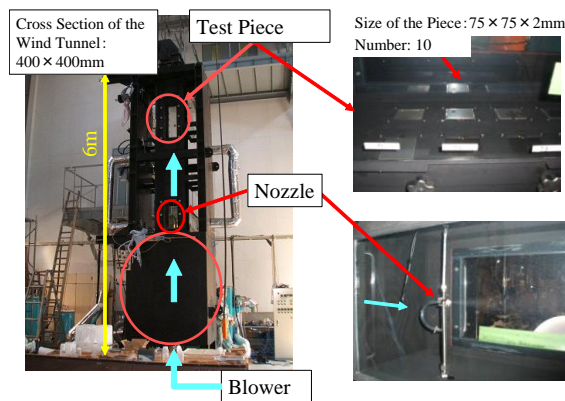 Cross Section of the
Wind Tunnel:
400×400mm
Test Piece
Size of the Piece:75×75×2mm
Number: 10
6m
Nozzle
Blower